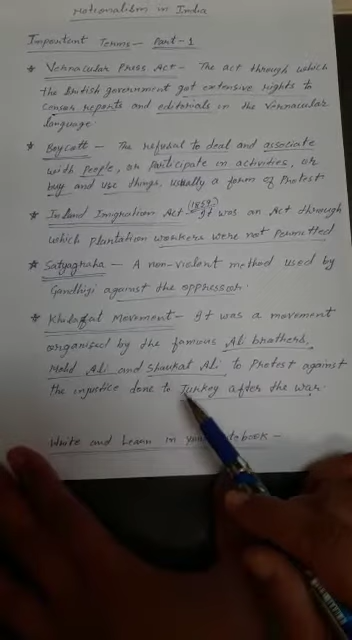 Nationalism in India
Important Terms - Part-1
* Vernacular Press Act - The act through which
the British government got extensive rights to
censor reports and editorials in the Vernacular
language.
* Boycott - The refusal to deal and associate
with people, or participate in activities, or
buy and use things, usually a form of Protest
* Inland Imigration Act (1859) - It was an Act through
which plantation workers were not permitted
* Satyagraha - A non-violent method used by
Gandhiji against the oppressor.
* Khilafat Movement - It was a movement
organised by the famous Ali brothers,
Mohd Ali and Shaukat Ali to Protest against
the injustice done to Turkey after the war.
Write and Learn in your notebook -